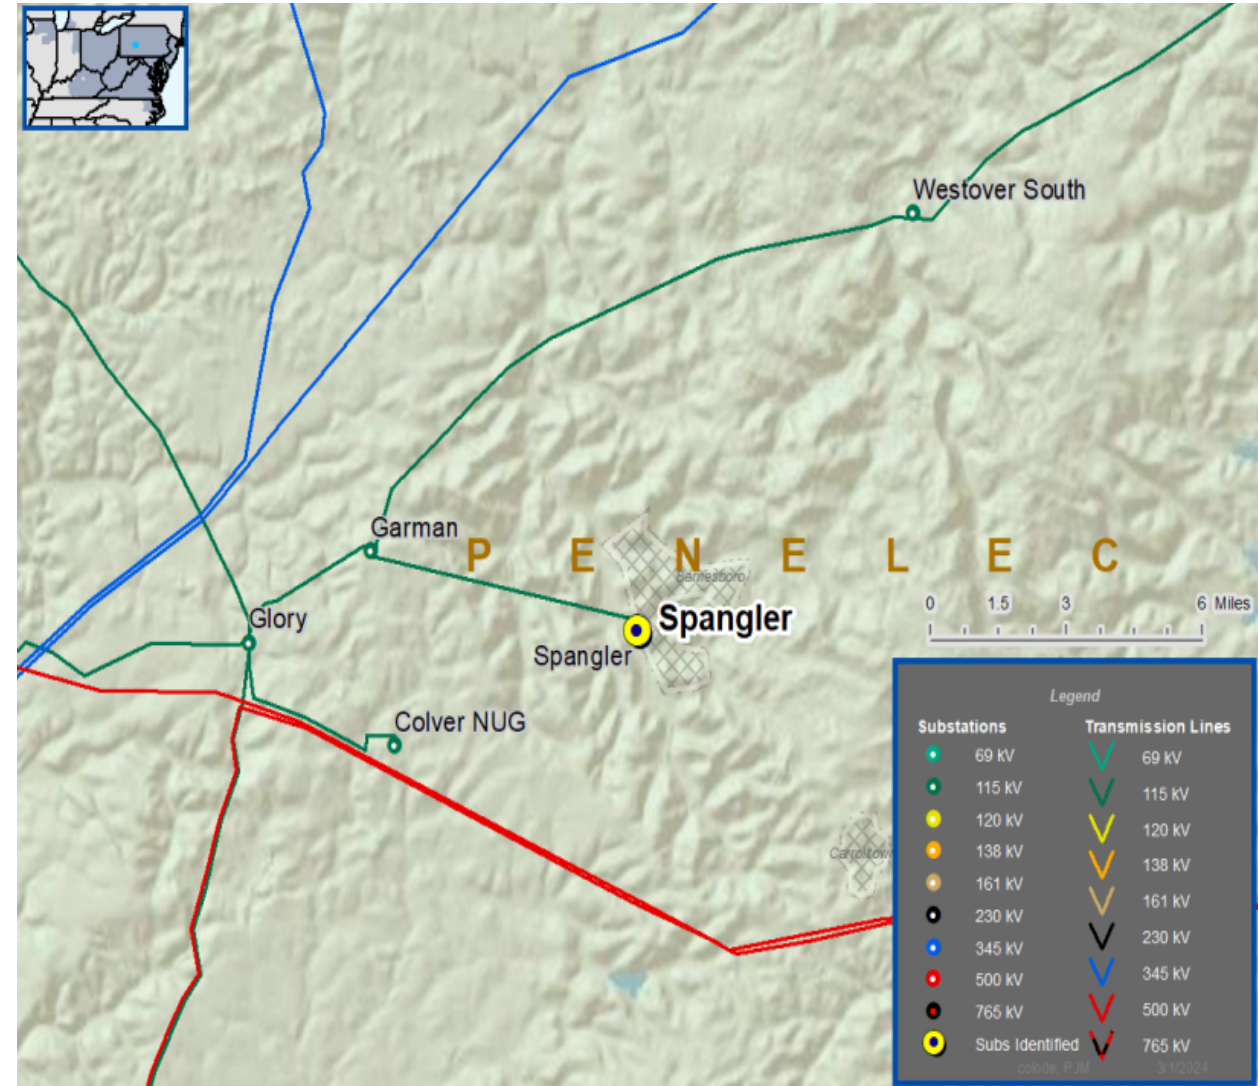 Westover South
Garman
P E N E L E C
Barnesboro
0 1.5 3 6 Miles
Glory
Spangler
Spangler
Colver NUG
Carrolltown
Legend
Substations Transmission Lines
69 kV 69 kV
115 kV 115 kV
120 kV 120 kV
138 kV 138 kV
161 kV 161 kV
230 kV 230 kV
345 kV 345 kV
500 kV 500 kV
765 kV 765 kV
Subs Identified
colode, PJM 3/1/2024